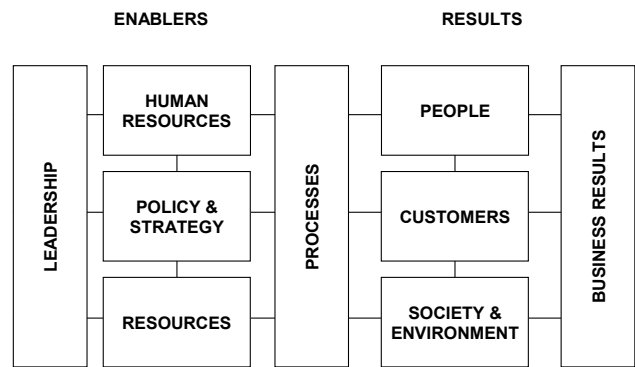 ENABLERS
RESULTS
LEADERSHIP
HUMAN
RESOURCES
POLICY &
STRATEGY
RESOURCES
PROCESSES
PEOPLE
CUSTOMERS
SOCIETY &
ENVIRONMENT
BUSINESS RESULTS